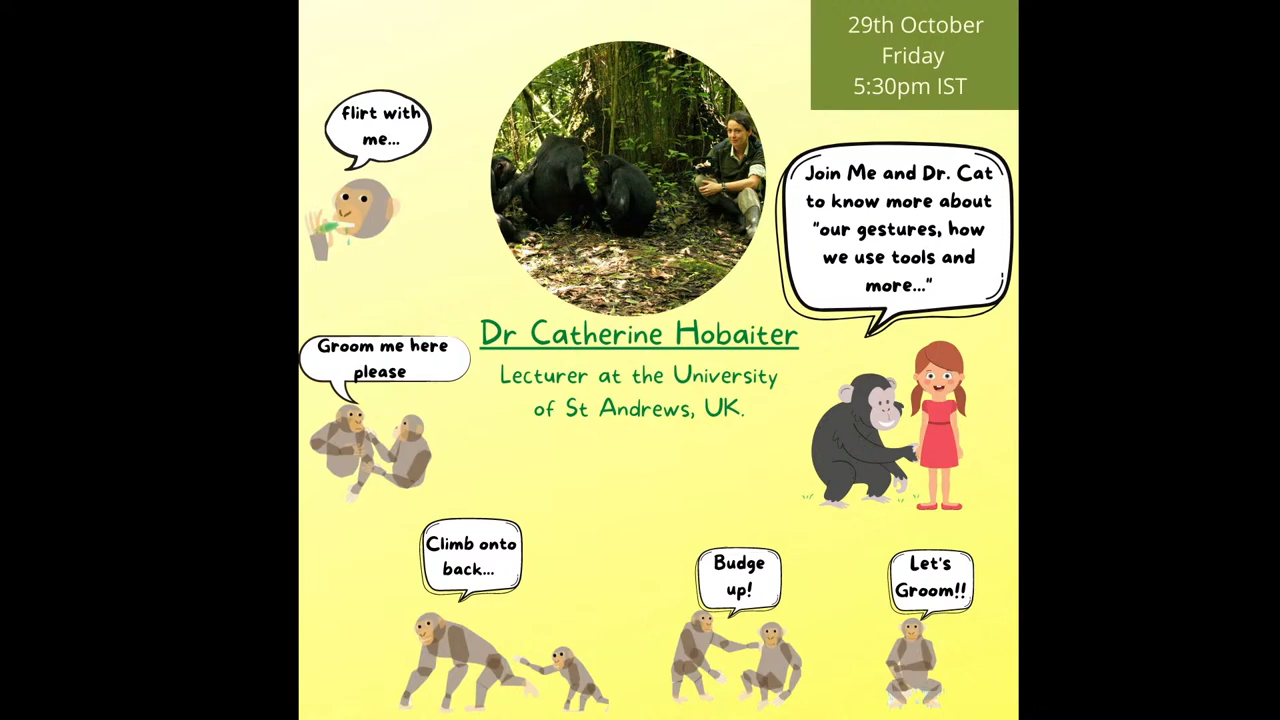 29th October
Friday
5:30pm IST
flirt with
me...
Join Me and Dr. Cat
to know more about
"our gestures, how
we use tools and
more..."
Dr Catherine Hobaiter
Lecturer at the University
of St Andrews, UK.
Groom me here
please
Climb onto
back...
Budge
up!
Let's
Groom!!